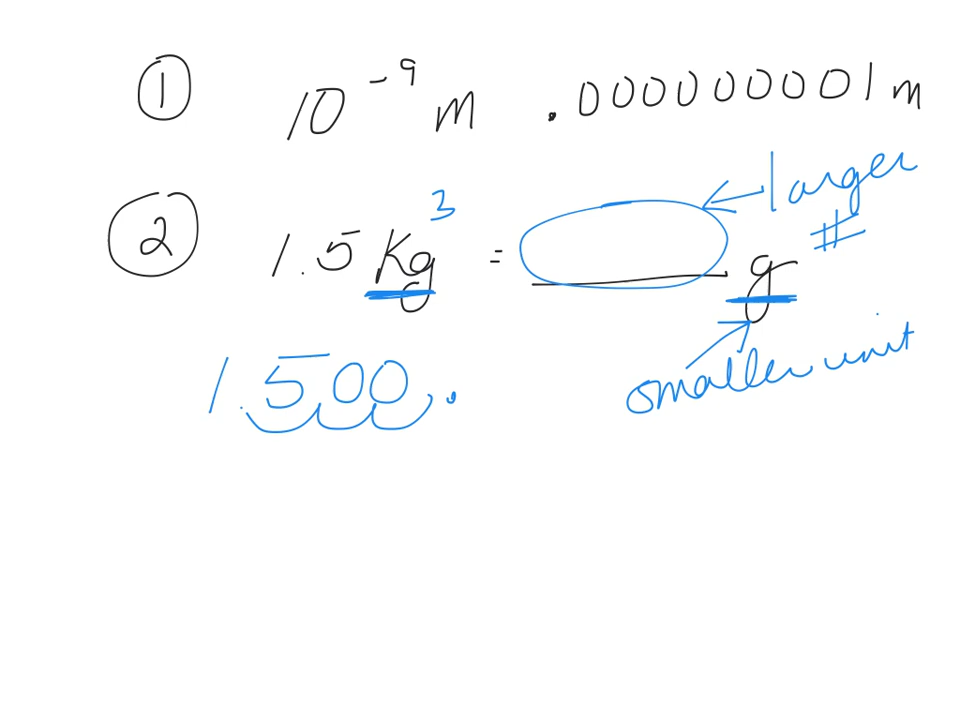 ① 10⁻⁹ m .000000001 m
← larger #
② 1.5 Kg³ = ____ g
smaller unit
1.500.